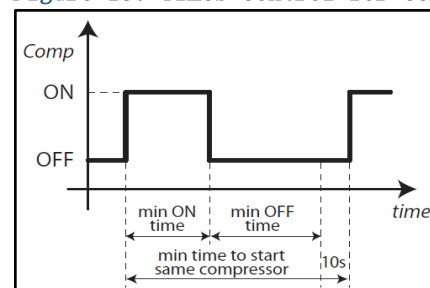 Comp
ON
OFF
time
min ON
time
min OFF
time
min time to start
same compressor
10s